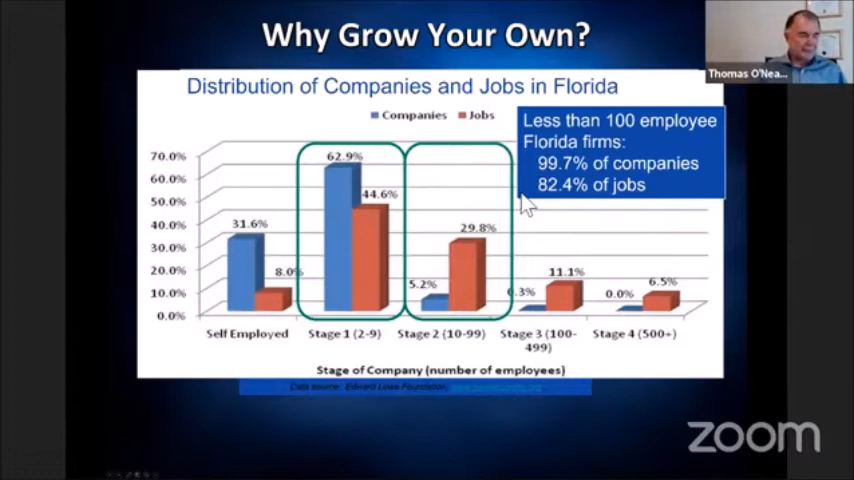 Why Grow Your Own?
Thomas O'Nea...
Distribution of Companies and Jobs in Florida
Companies Jobs
Less than 100 employee
Florida firms:
99.7% of companies
82.4% of jobs
70.0%
60.0%
50.0%
40.0%
30.0%
20.0%
10.0%
0.0%
31.6%
8.0%
62.9%
44.6%
5.2%
29.8%
0.3%
11.1%
0.0%
6.5%
Self Employed
Stage 1 (2-9)
Stage 2 (10-99)
Stage 3 (100-
499)
Stage 4 (500+)
Stage of Company (number of employees)
Data source: Edward Lowe Foundation,
zoom